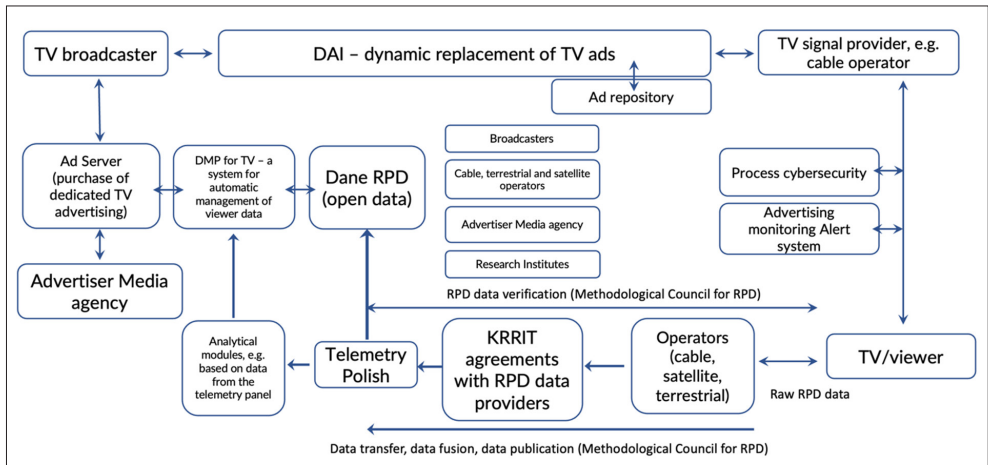 TV broadcaster
DAI – dynamic replacement of TV ads
TV signal provider, e.g.
cable operator
Ad repository
Ad Server
(purchase of
dedicated TV
advertising)
DMP for TV – a
system for
automatic
management of
viewer data
Dane RPD
(open data)
Broadcasters
Cable, terrestrial and satellite
operators
Advertiser Media agency
Research Institutes
Process cybersecurity
Advertising
monitoring Alert
system
Advertiser Media
agency
RPD data verification (Methodological Council for RPD)
Analytical
modules, e.g.
based on data
from the
telemetry panel
Telemetry
Polish
KRRIT
agreements
with RPD data
providers
Operators
(cable,
satellite,
terrestrial)
TV/viewer
Raw RPD data
Data transfer, data fusion, data publication (Methodological Council for RPD)